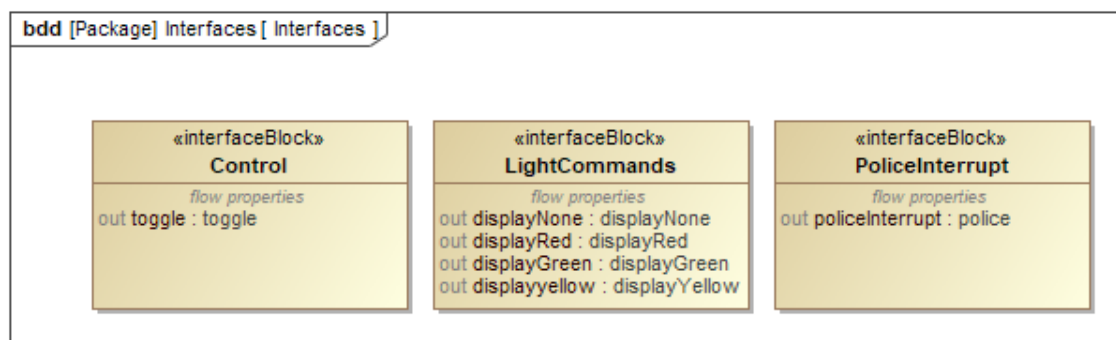 bdd [Package] Interfaces [ Interfaces ]
«interfaceBlock»
Control
flow properties
out toggle : toggle
«interfaceBlock»
LightCommands
flow properties
out displayNone : displayNone
out displayRed : displayRed
out displayGreen : displayGreen
out displayyellow : displayYellow
«interfaceBlock»
PoliceInterrupt
flow properties
out policeInterrupt : police